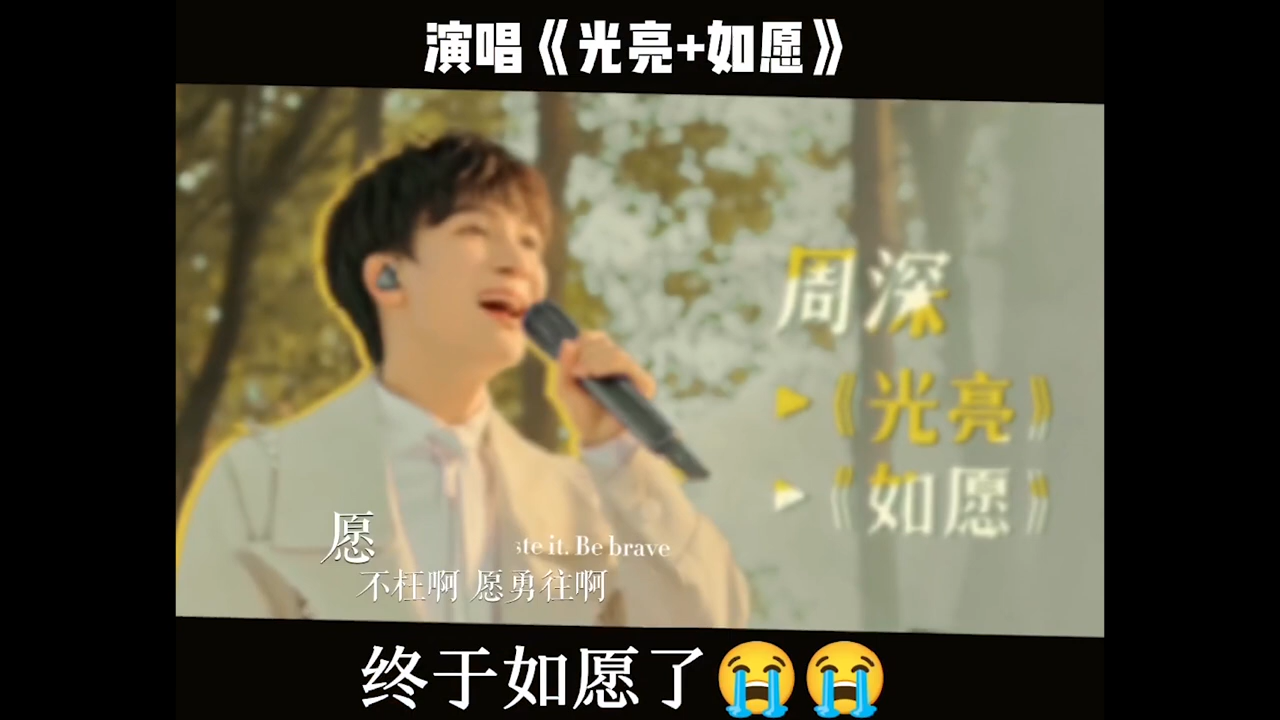 演唱《光亮+如愿》
周深
▶《光亮》
▶《如愿》
愿
ste it. Be brave
不枉啊 愿勇往啊
终于如愿了😭😭